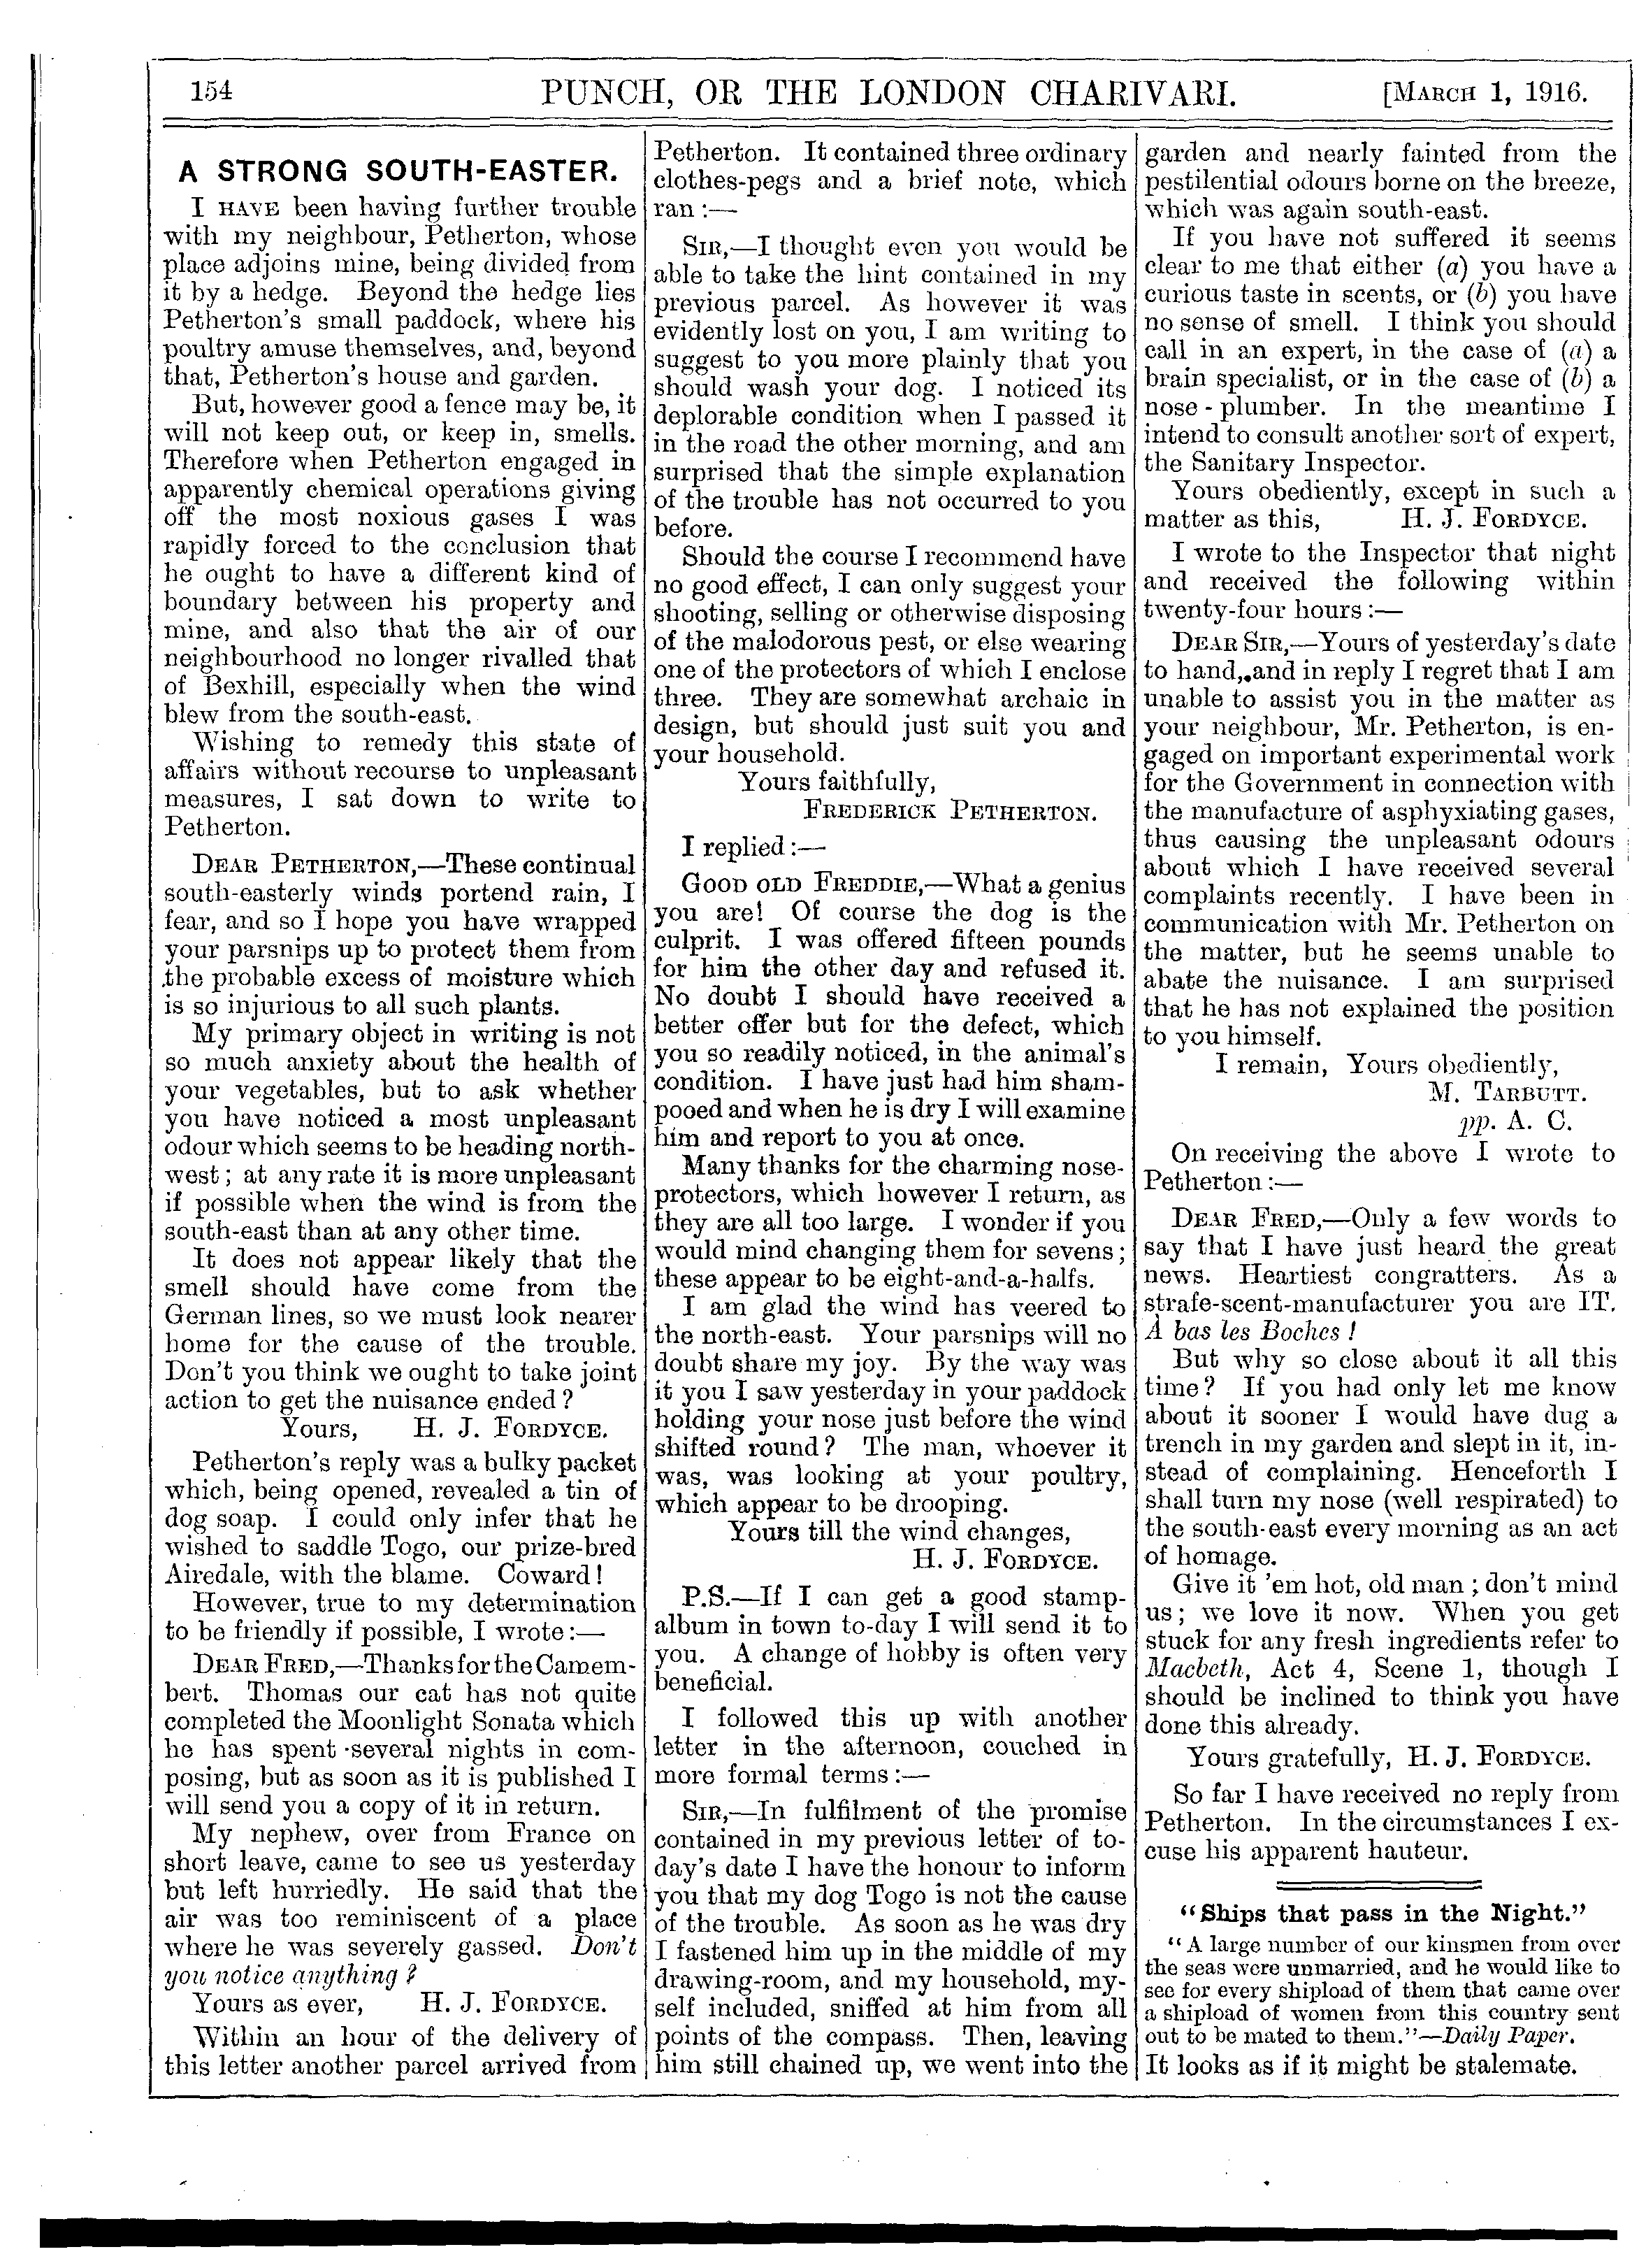 154
PUNCH, OR THE LONDON CHARIVARI.
[MARCH 1, 1916.
A STRONG SOUTH-EASTER.
I HAVE been having further trouble
with my neighbour, Petherton, whose
place adjoins mine, being divided from
it by a hedge. Beyond the hedge lies
Petherton's small paddock, where his
poultry amuse themselves, and, beyond
that, Petherton's house and garden.
But, however good a fence may be, it
will not keep out, or keep in, smells.
Therefore when Petherton engaged in
apparently chemical operations giving
off the most noxious gases I was
rapidly forced to the conclusion that
he ought to have a different kind of
boundary between his property and
mine, and also that the air of our
neighbourhood no longer rivalled that
of Bexhill, especially when the wind
blew from the south-east.
Wishing to remedy this state of
affairs without recourse to unpleasant
measures, I sat down to write to
Petherton.
DEAR PETHERTON,—These continual
south-easterly winds portend rain, I
fear, and so I hope you have wrapped
your parsnips up to protect them from
the probable excess of moisture which
is so injurious to all such plants.
My primary object in writing is not
so much anxiety about the health of
your vegetables, but to ask whether
you have noticed a most unpleasant
odour which seems to be heading north-
west; at any rate it is more unpleasant
if possible when the wind is from the
south-east than at any other time.
It does not appear likely that the
smell should have come from the
German lines, so we must look nearer
home for the cause of the trouble.
Don't you think we ought to take joint
action to get the nuisance ended?
Yours, H. J. FORDYCE.
Petherton's reply was a bulky packet
which, being opened, revealed a tin of
dog soap. I could only infer that he
wished to saddle Togo, our prize-bred
Airedale, with the blame. Coward!
However, true to my determination
to be friendly if possible, I wrote:—
DEAR FRED,—Thanks for the Camem-
bert. Thomas our cat has not quite
completed the Moonlight Sonata which
he has spent several nights in com-
posing, but as soon as it is published I
will send you a copy of it in return.
My nephew, over from France on
short leave, came to see us yesterday
but left hurriedly. He said that the
air was too reminiscent of a place
where he was severely gassed. Don't
you notice anything?
Yours as ever, H. J. FORDYCE.
Within an hour of the delivery of
this letter another parcel arrived from
Petherton. It contained three ordinary
clothes-pegs and a brief note, which
ran:—
SIR,—I thought even you would be
able to take the hint contained in my
previous parcel. As however it was
evidently lost on you, I am writing to
suggest to you more plainly that you
should wash your dog. I noticed its
deplorable condition when I passed it
in the road the other morning, and am
surprised that the simple explanation
of the trouble has not occurred to you
before.
Should the course I recommend have
no good effect, I can only suggest your
shooting, selling or otherwise disposing
of the malodorous pest, or else wearing
one of the protectors of which I enclose
three. They are somewhat archaic in
design, but should just suit you and
your household.
Yours faithfully,
FREDERICK PETHERTON.
I replied:—
GOOD OLD FREDDIE,—What a genius
you are! Of course the dog is the
culprit. I was offered fifteen pounds
for him the other day and refused it.
No doubt I should have received a
better offer but for the defect, which
you so readily noticed, in the animal's
condition. I have just had him sham-
pooed and when he is dry I will examine
him and report to you at once.
Many thanks for the charming nose-
protectors, which however I return, as
they are all too large. I wonder if you
would mind changing them for sevens;
these appear to be eight-and-a-halfs.
I am glad the wind has veered to
the north-east. Your parsnips will no
doubt share my joy. By the way was
it you I saw yesterday in your paddock
holding your nose just before the wind
shifted round? The man, whoever it
was, was looking at your poultry,
which appear to be drooping.
Yours till the wind changes,
H. J. FORDYCE.
P.S.—If I can get a good stamp-
album in town to-day I will send it to
you. A change of hobby is often very
beneficial.
I followed this up with another
letter in the afternoon, couched in
more formal terms:—
SIR,—In fulfilment of the promise
contained in my previous letter of to-
day's date I have the honour to inform
you that my dog Togo is not the cause
of the trouble. As soon as he was dry
I fastened him up in the middle of my
drawing-room, and my household, my-
self included, sniffed at him from all
points of the compass. Then, leaving
him still chained up, we went into the
garden and nearly fainted from the
pestilential odours borne on the breeze,
which was again south-east.
If you have not suffered it seems
clear to me that either (a) you have a
curious taste in scents, or (b) you have
no sense of smell. I think you should
call in an expert, in the case of (a) a
brain specialist, or in the case of (b) a
nose-plumber. In the meantime I
intend to consult another sort of expert,
the Sanitary Inspector.
Yours obediently, except in such a
matter as this, H. J. FORDYCE.
I wrote to the Inspector that night
and received the following within
twenty-four hours:—
DEAR SIR,—Yours of yesterday's date
to hand, and in reply I regret that I am
unable to assist you in the matter as
your neighbour, Mr. Petherton, is en-
gaged on important experimental work
for the Government in connection with
the manufacture of asphyxiating gases,
thus causing the unpleasant odours
about which I have received several
complaints recently. I have been in
communication with Mr. Petherton on
the matter, but he seems unable to
abate the nuisance. I am surprised
that he has not explained the position
to you himself.
I remain, Yours obediently,
M. TARBUTT.
pp. A. C.
On receiving the above I wrote to
Petherton:—
DEAR FRED,—Only a few words to
say that I have just heard the great
news. Heartiest congratters. As a
strafe-scent-manufacturer you are IT.
À bas les Boches!
But why so close about it all this
time? If you had only let me know
about it sooner I would have dug a
trench in my garden and slept in it, in-
stead of complaining. Henceforth I
shall turn my nose (well respirated) to
the south-east every morning as an act
of homage.
Give it 'em hot, old man; don't mind
us; we love it now. When you get
stuck for any fresh ingredients refer to
Macbeth, Act 4, Scene 1, though I
should be inclined to think you have
done this already.
Yours gratefully, H. J. FORDYCE.
So far I have received no reply from
Petherton. In the circumstances I ex-
cuse his apparent hauteur.
"Ships that pass in the Night."
"A large number of our kinsmen from over
the seas were unmarried, and he would like to
see for every shipload of them that came over
a shipload of women from this country sent
out to be mated to them."—Daily Paper.
It looks as if it might be stalemate.